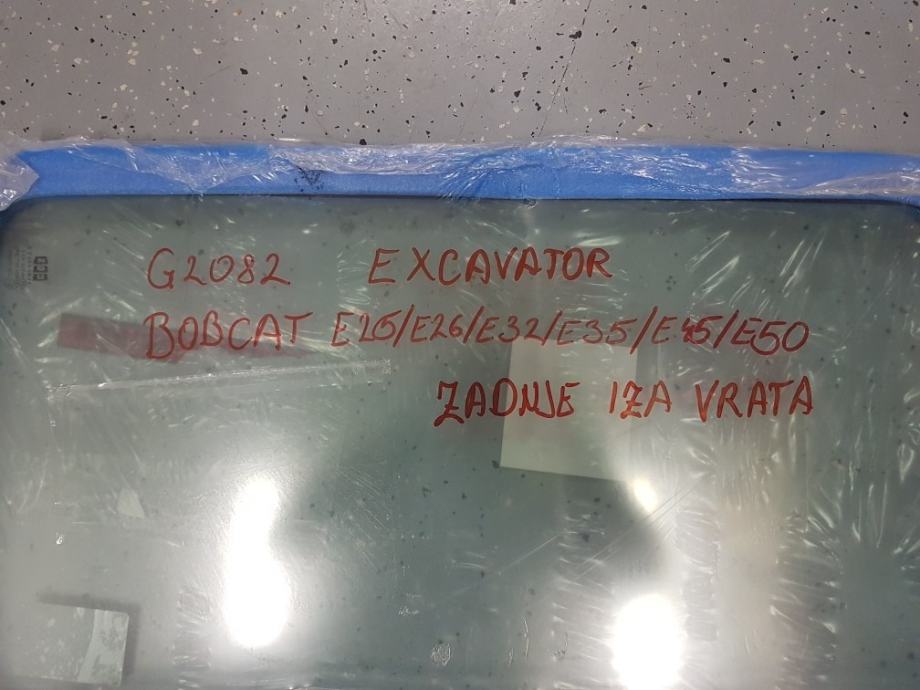 G2082 EXCAVATOR
BOBCAT E25/E26/E32/E35/E45/E50
ZADNJE IZA VRATA